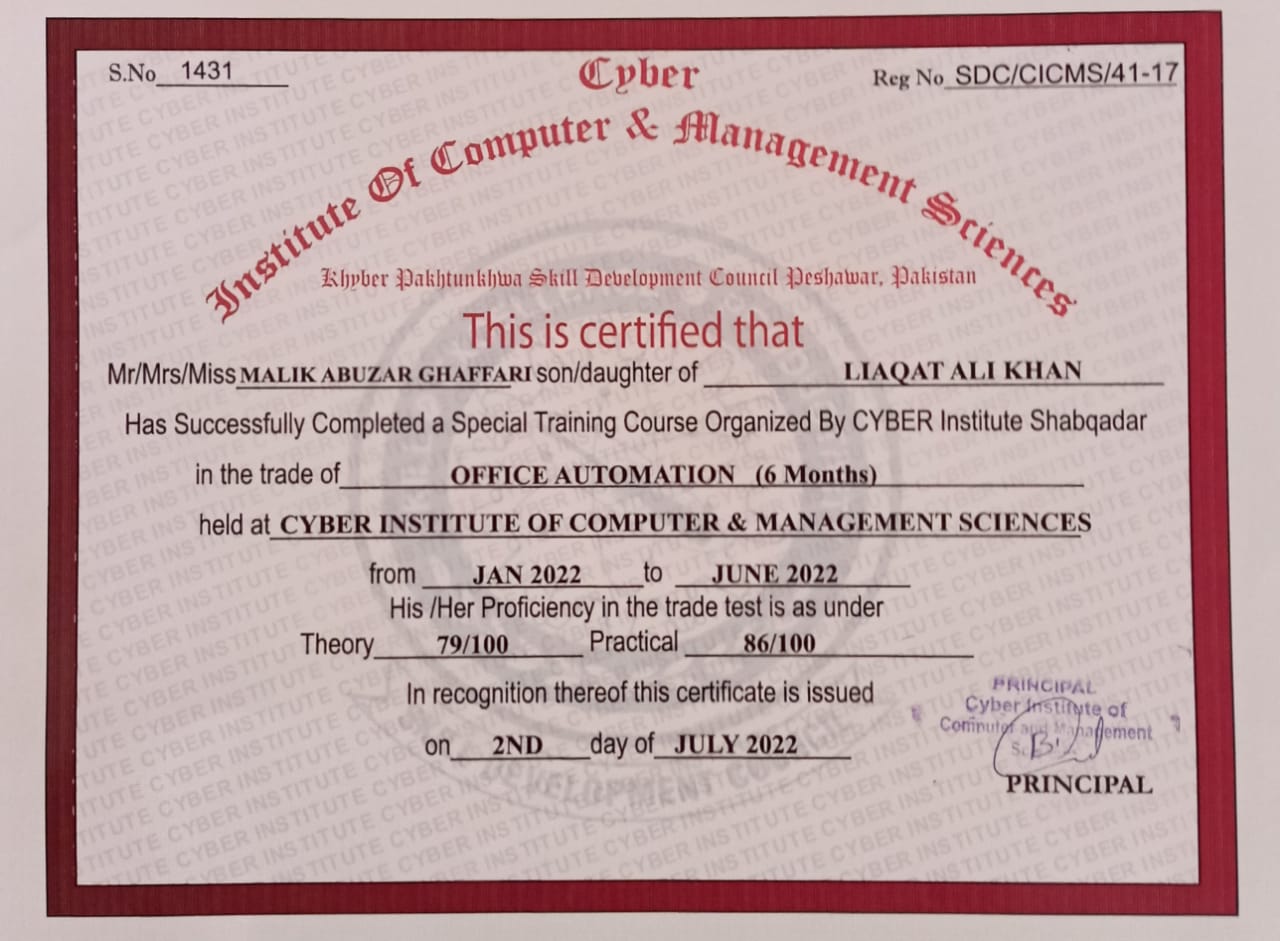 S.No 1431
Reg No SDC/CICMS/41-17
Cyber
Institute Of Computer & Management Sciences
Khyber Pakhtunkhwa Skill Development Council Peshawar, Pakistan
This is certified that
Mr/Mrs/Miss MALIK ABUZAR GHAFFARI son/daughter of LIAQAT ALI KHAN
Has Successfully Completed a Special Training Course Organized By CYBER Institute Shabqadar
in the trade of OFFICE AUTOMATION (6 Months)
held at CYBER INSTITUTE OF COMPUTER & MANAGEMENT SCIENCES
from JAN 2022 to JUNE 2022
His /Her Proficiency in the trade test is as under
Theory 79/100 Practical 86/100
In recognition thereof this certificate is issued
on 2ND day of JULY 2022
PRINCIPAL
Cyber Institute of
Computer and Management
PRINCIPAL